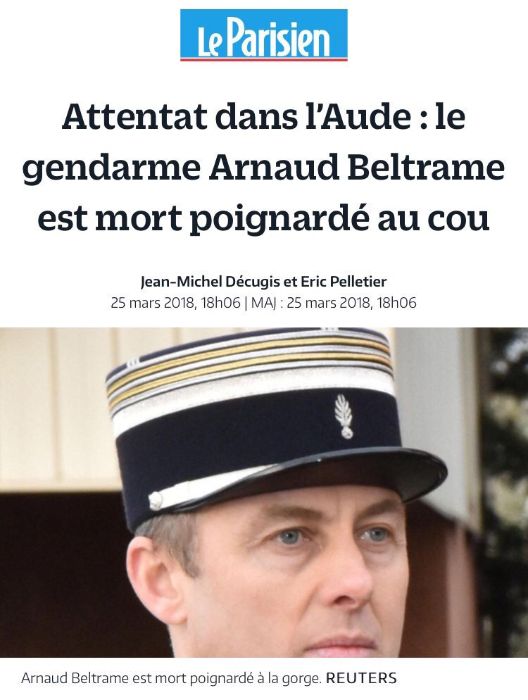 Le Parisien
Attentat dans l’Aude : le
gendarme Arnaud Beltrame
est mort poignardé au cou
Jean-Michel Décugis et Eric Pelletier
25 mars 2018, 18h06 | MAJ : 25 mars 2018, 18h06
Arnaud Beltrame est mort poignardé à la gorge. REUTERS